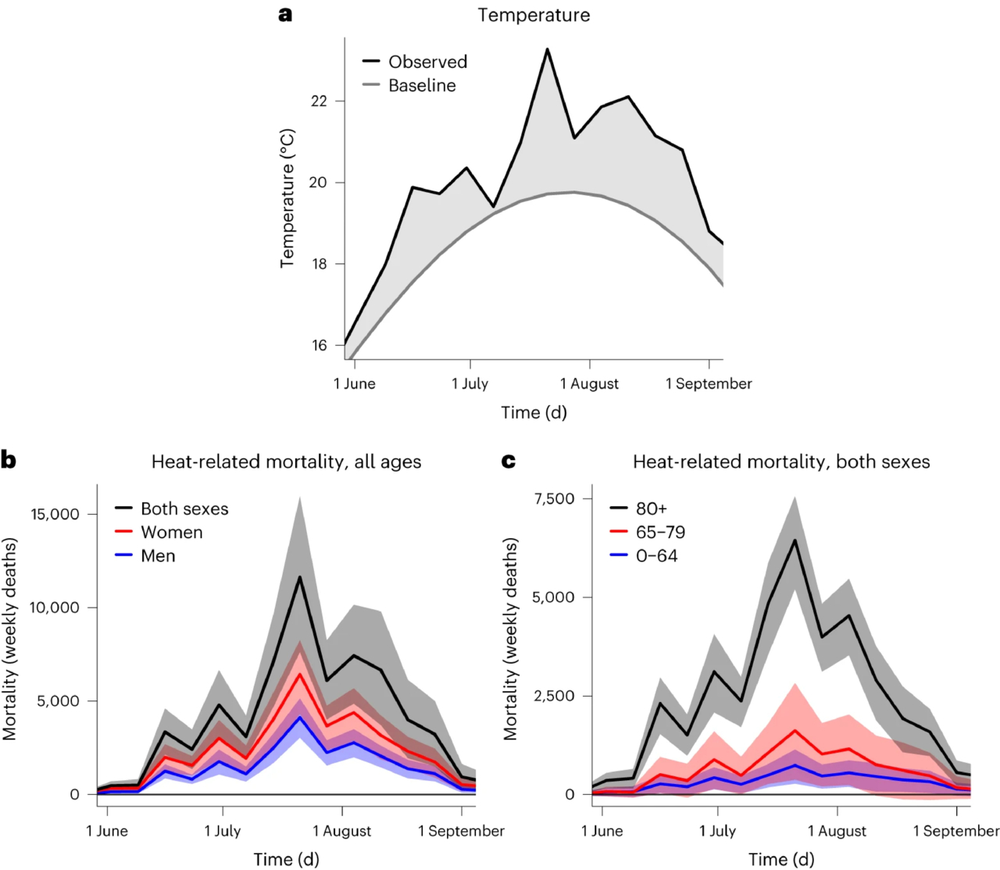 a
Temperature
Observed
Baseline
Temperature (°C)
22
20
18
16
1 June
1 July
1 August
1 September
Time (d)
b
Heat-related mortality, all ages
Both sexes
Women
Men
Mortality (weekly deaths)
15,000
10,000
5,000
0
1 June
1 July
1 August
1 September
Time (d)
c
Heat-related mortality, both sexes
80+
65–79
0–64
Mortality (weekly deaths)
7,500
5,000
2,500
0
1 June
1 July
1 August
1 September
Time (d)